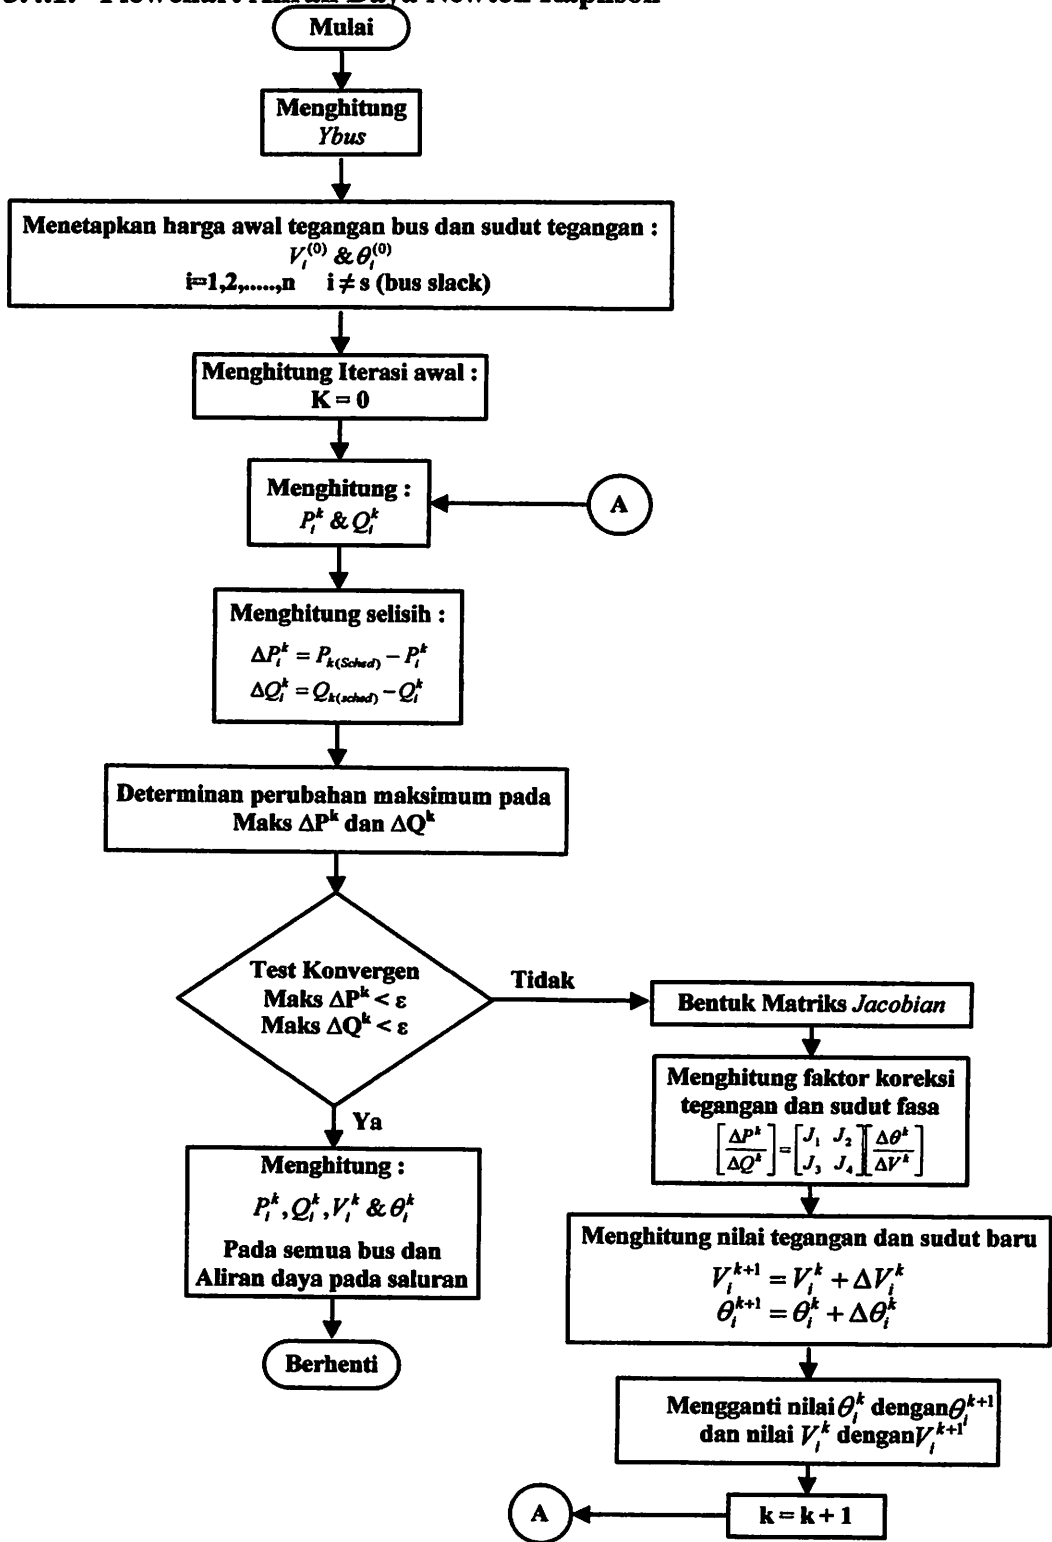 Mulai
Menghitung
Ybus
Menetapkan harga awal tegangan bus dan sudut tegangan :
V_i^(0) & θ_i^(0)
i=1,2,.....,n i ≠ s (bus slack)
Menghitung Iterasi awal :
K = 0
Menghitung :
P_i^k & Q_i^k
A
Menghitung selisih :
ΔP_i^k = P_k(Sched) − P_i^k
ΔQ_i^k = Q_k(sched) − Q_i^k
Determinan perubahan maksimum pada
Maks ΔP^k dan ΔQ^k
Test Konvergen
Maks ΔP^k < ε
Maks ΔQ^k < ε
Tidak
Ya
Menghitung :
P_i^k, Q_i^k, V_i^k & θ_i^k
Pada semua bus dan
Aliran daya pada saluran
Berhenti
Bentuk Matriks Jacobian
Menghitung faktor koreksi
tegangan dan sudut fasa
[ΔP^k / ΔQ^k] = [J_1 J_2 / J_3 J_4] [Δθ^k / ΔV^k]
Menghitung nilai tegangan dan sudut baru
V_i^{k+1} = V_i^k + ΔV_i^k
θ_i^{k+1} = θ_i^k + Δθ_i^k
Mengganti nilai θ_i^k dengan θ_i^{k+1}
dan nilai V_i^k dengan V_i^{k+1}
k = k + 1
A